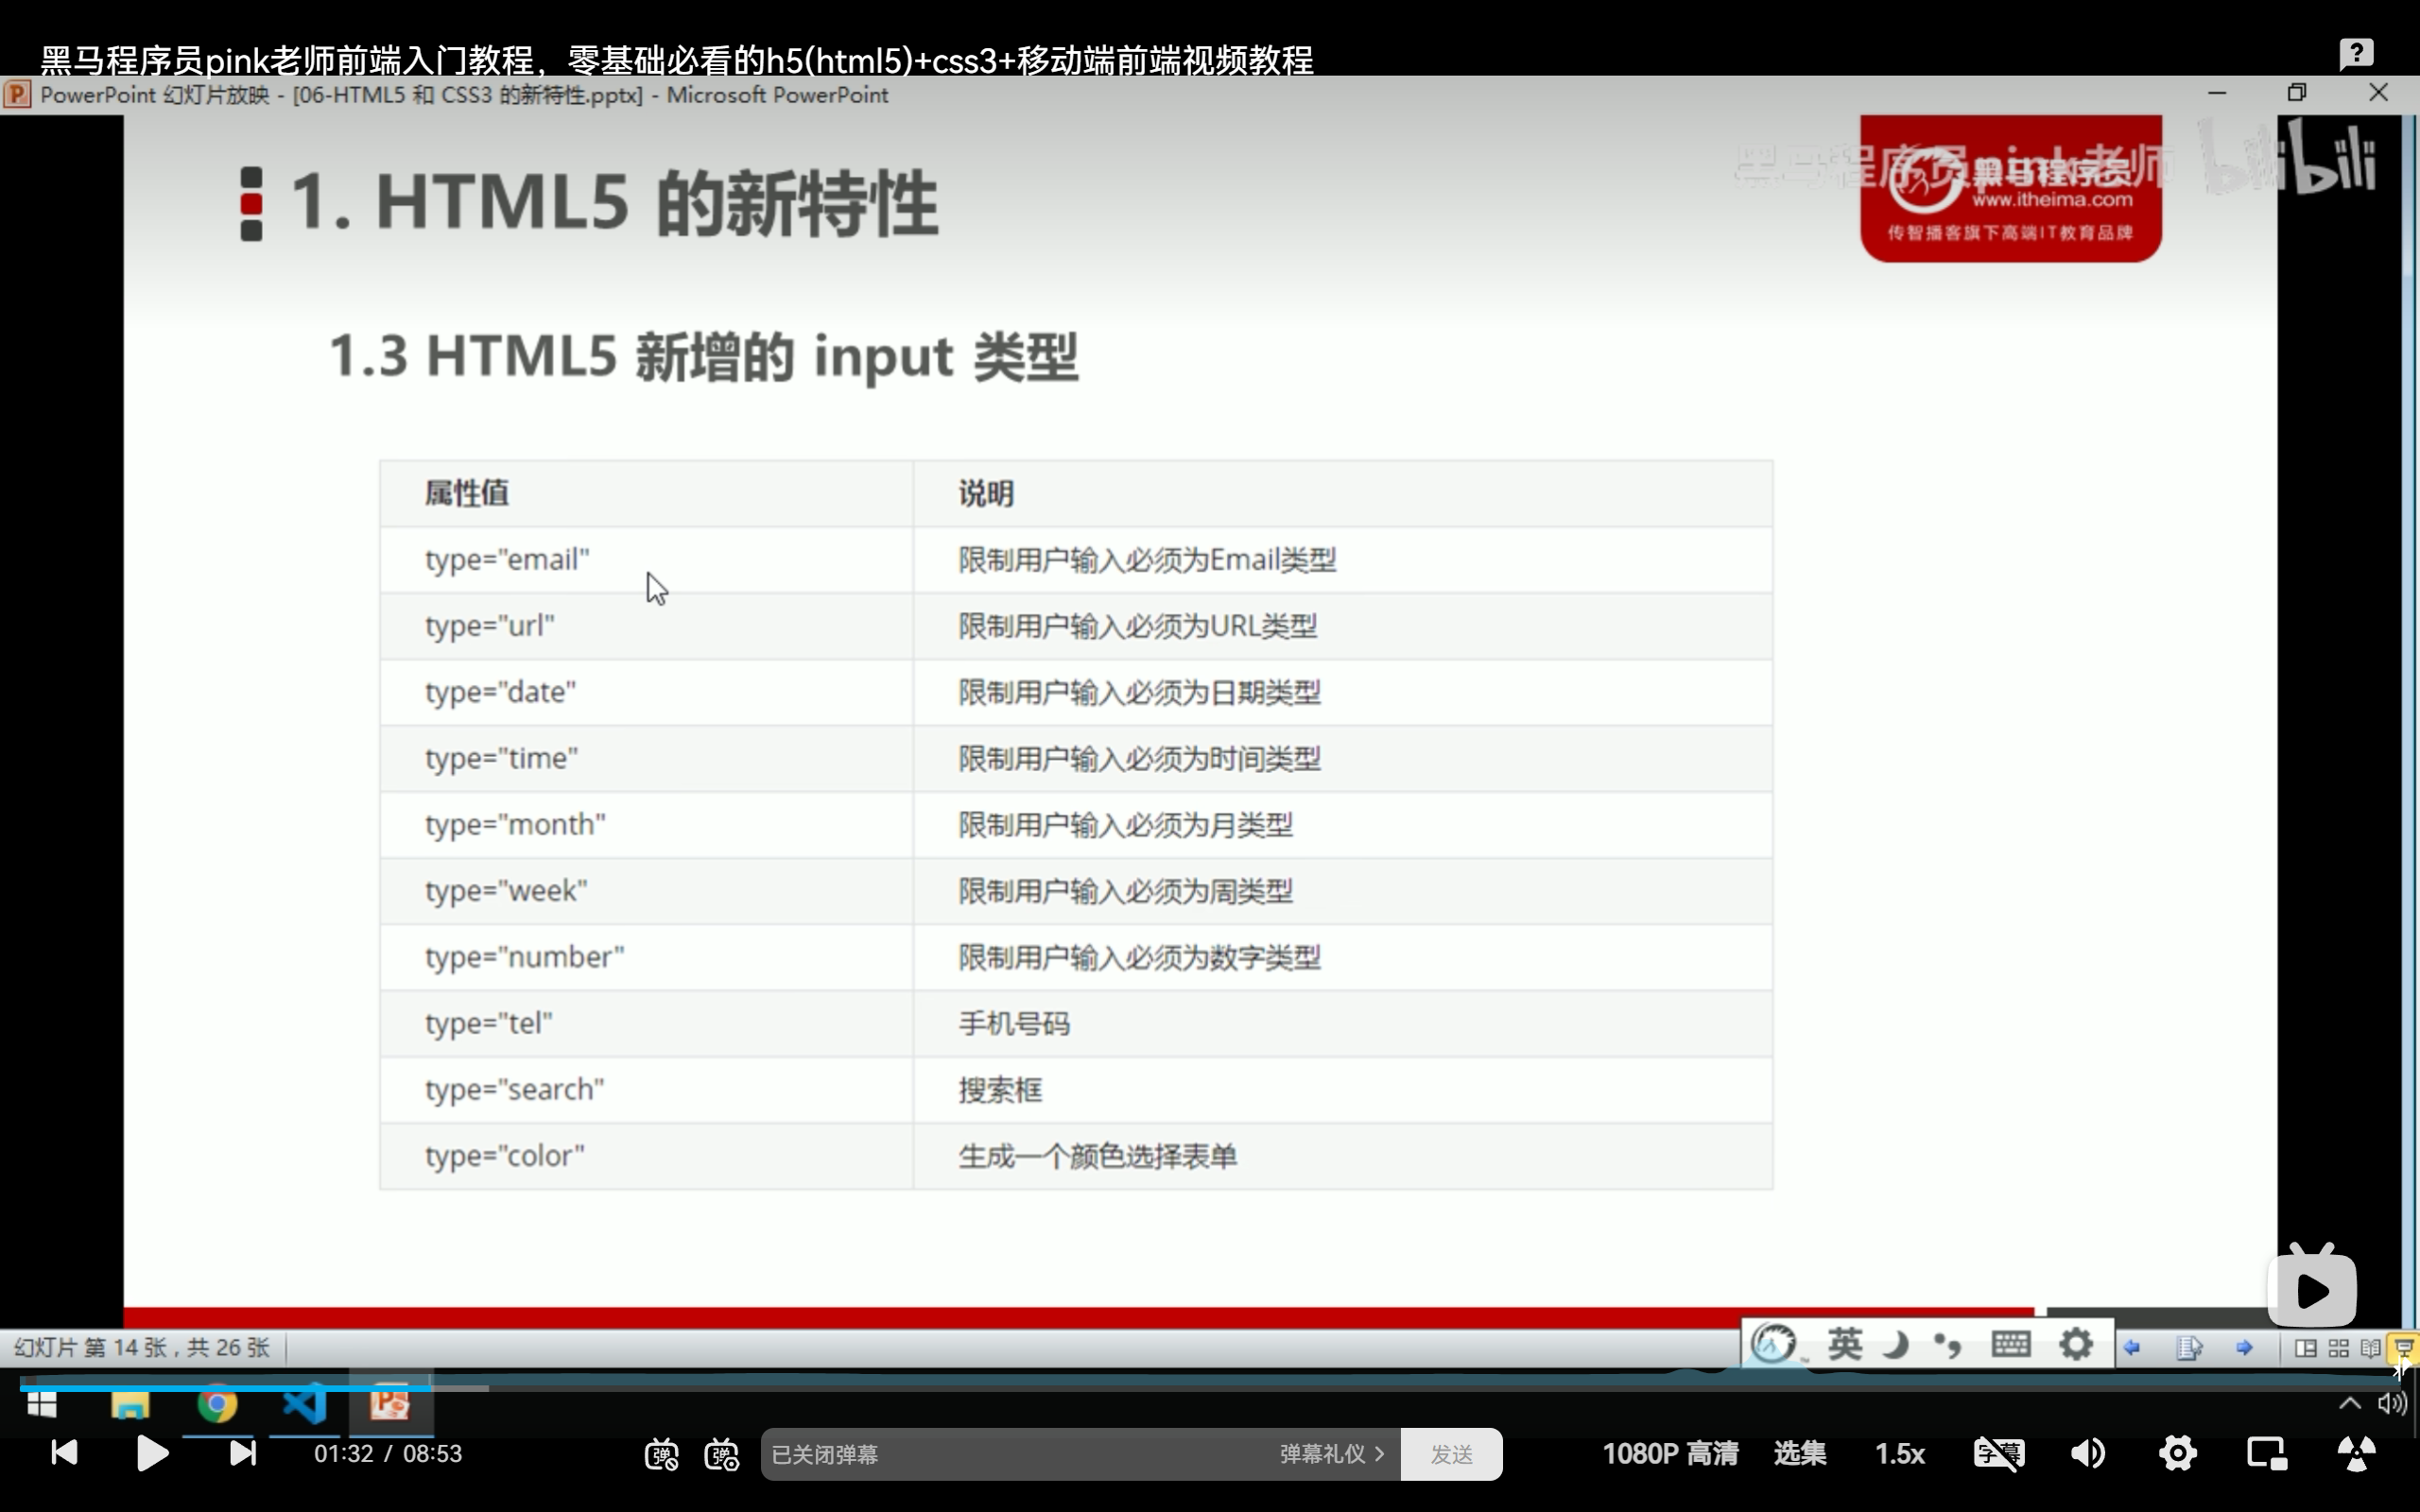 黑马程序员pink老师前端入门教程，零基础必看的h5(html5)+css3+移动端前端视频教程
PowerPoint 幻灯片放映 - [06-HTML5 和 CSS3 的新特性.pptx] - Microsoft PowerPoint
黑马程序员pink老师
bilibili
黑马程序员
www.itheima.com
传智播客旗下高端IT教育品牌
1. HTML5 的新特性
1.3 HTML5 新增的 input 类型
属性值 说明
type="email" 限制用户输入必须为Email类型
type="url" 限制用户输入必须为URL类型
type="date" 限制用户输入必须为日期类型
type="time" 限制用户输入必须为时间类型
type="month" 限制用户输入必须为月类型
type="week" 限制用户输入必须为周类型
type="number" 限制用户输入必须为数字类型
type="tel" 手机号码
type="search" 搜索框
type="color" 生成一个颜色选择表单
幻灯片 第 14 张，共 26 张
英
01:32 / 08:53
弹
弹
已关闭弹幕
弹幕礼仪 >
发送
1080P 高清
选集
1.5x
字幕